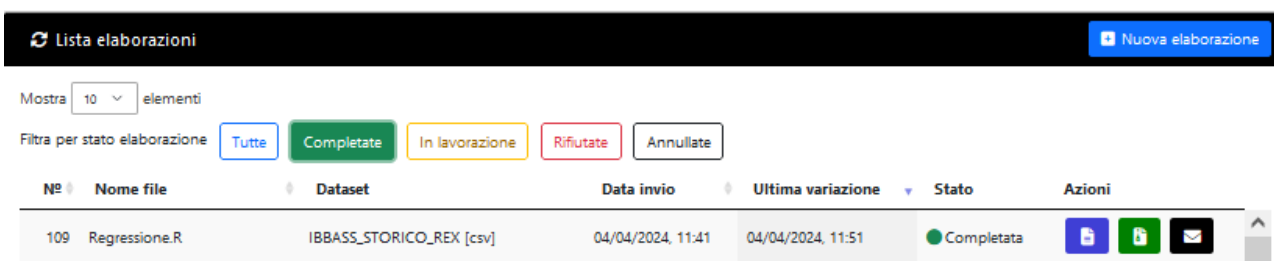 Lista elaborazioni Nuova elaborazione
Mostra 10 elementi
Filtra per stato elaborazione Tutte Completate In lavorazione Rifiutate Annullate
Nº Nome file Dataset Data invio Ultima variazione Stato Azioni
109 Regressione.R IBBASS_STORICO_REX [csv] 04/04/2024, 11:41 04/04/2024, 11:51 Completata